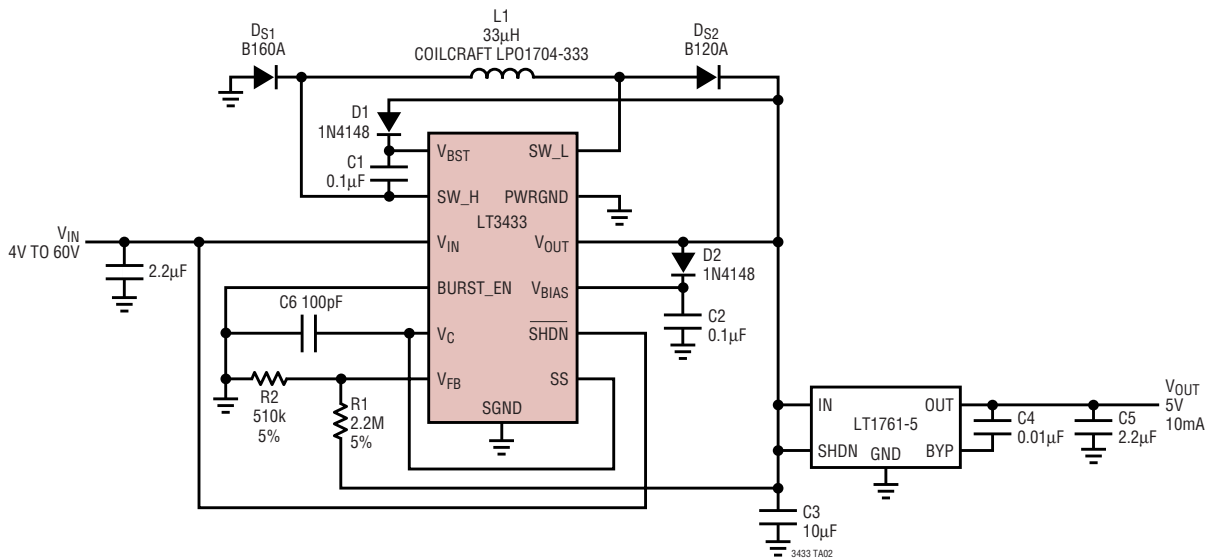 L1
33μH
COILCRAFT LPO1704-333
DS1
B160A
DS2
B120A
D1
1N4148
C1
0.1μF
VBST
SW_L
SW_H
PWRGND
LT3433
VIN
4V TO 60V
VIN
VOUT
2.2μF
D2
1N4148
BURST_EN
VBIAS
C6 100pF
C2
0.1μF
VC
SHDN
VFB
SS
R2
510k
5%
R1
2.2M
5%
SGND
IN
OUT
LT1761-5
SHDN
GND
BYP
C4
0.01μF
C5
2.2μF
VOUT
5V
10mA
C3
10μF
3433 TA02